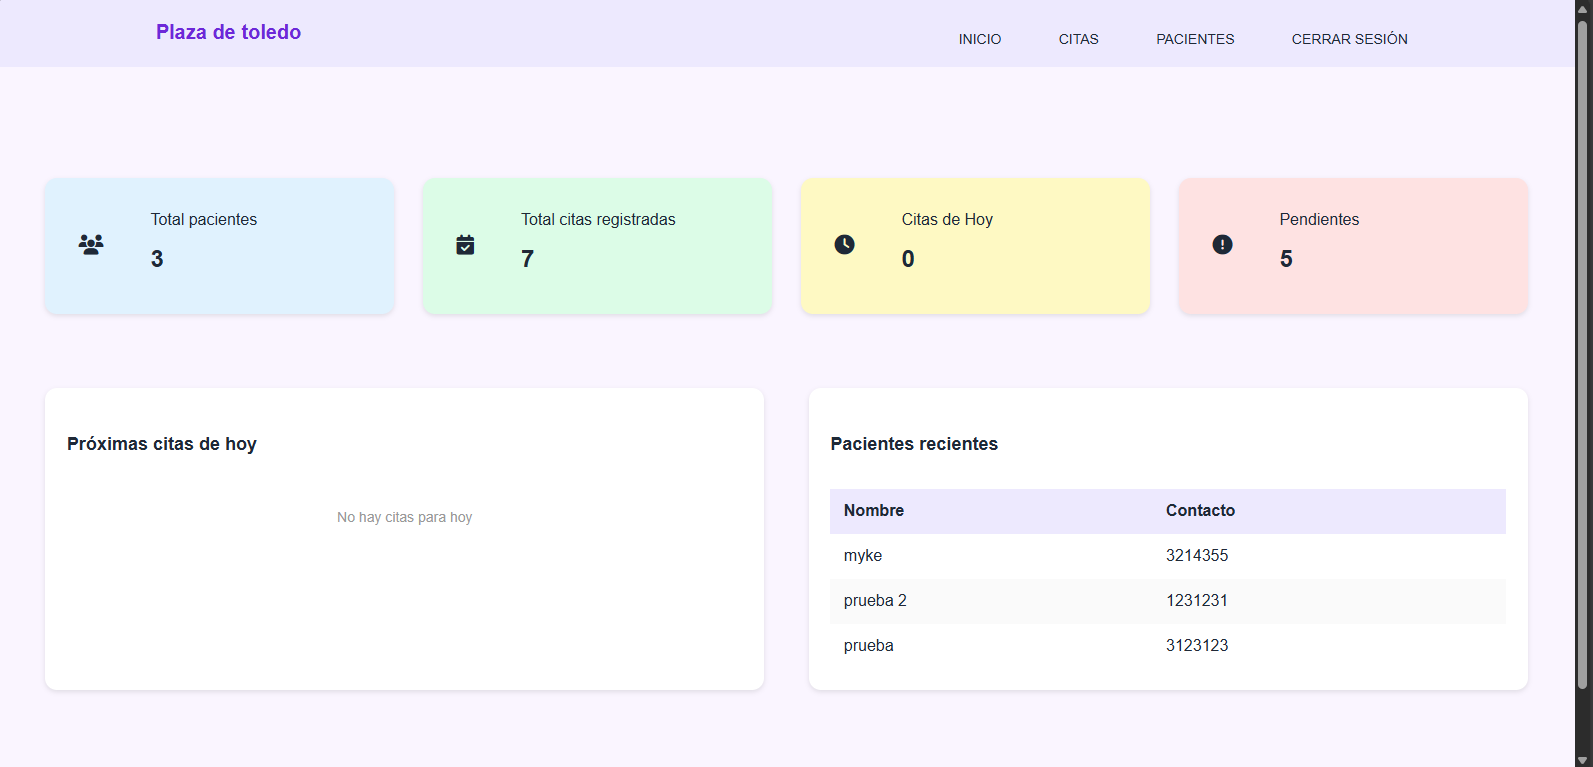 Plaza de toledo
INICIO CITAS PACIENTES CERRAR SESIÓN
Total pacientes
3
Total citas registradas
7
Citas de Hoy
0
Pendientes
5
Próximas citas de hoy
No hay citas para hoy
Pacientes recientes
Nombre Contacto
myke 3214355
prueba 2 1231231
prueba 3123123